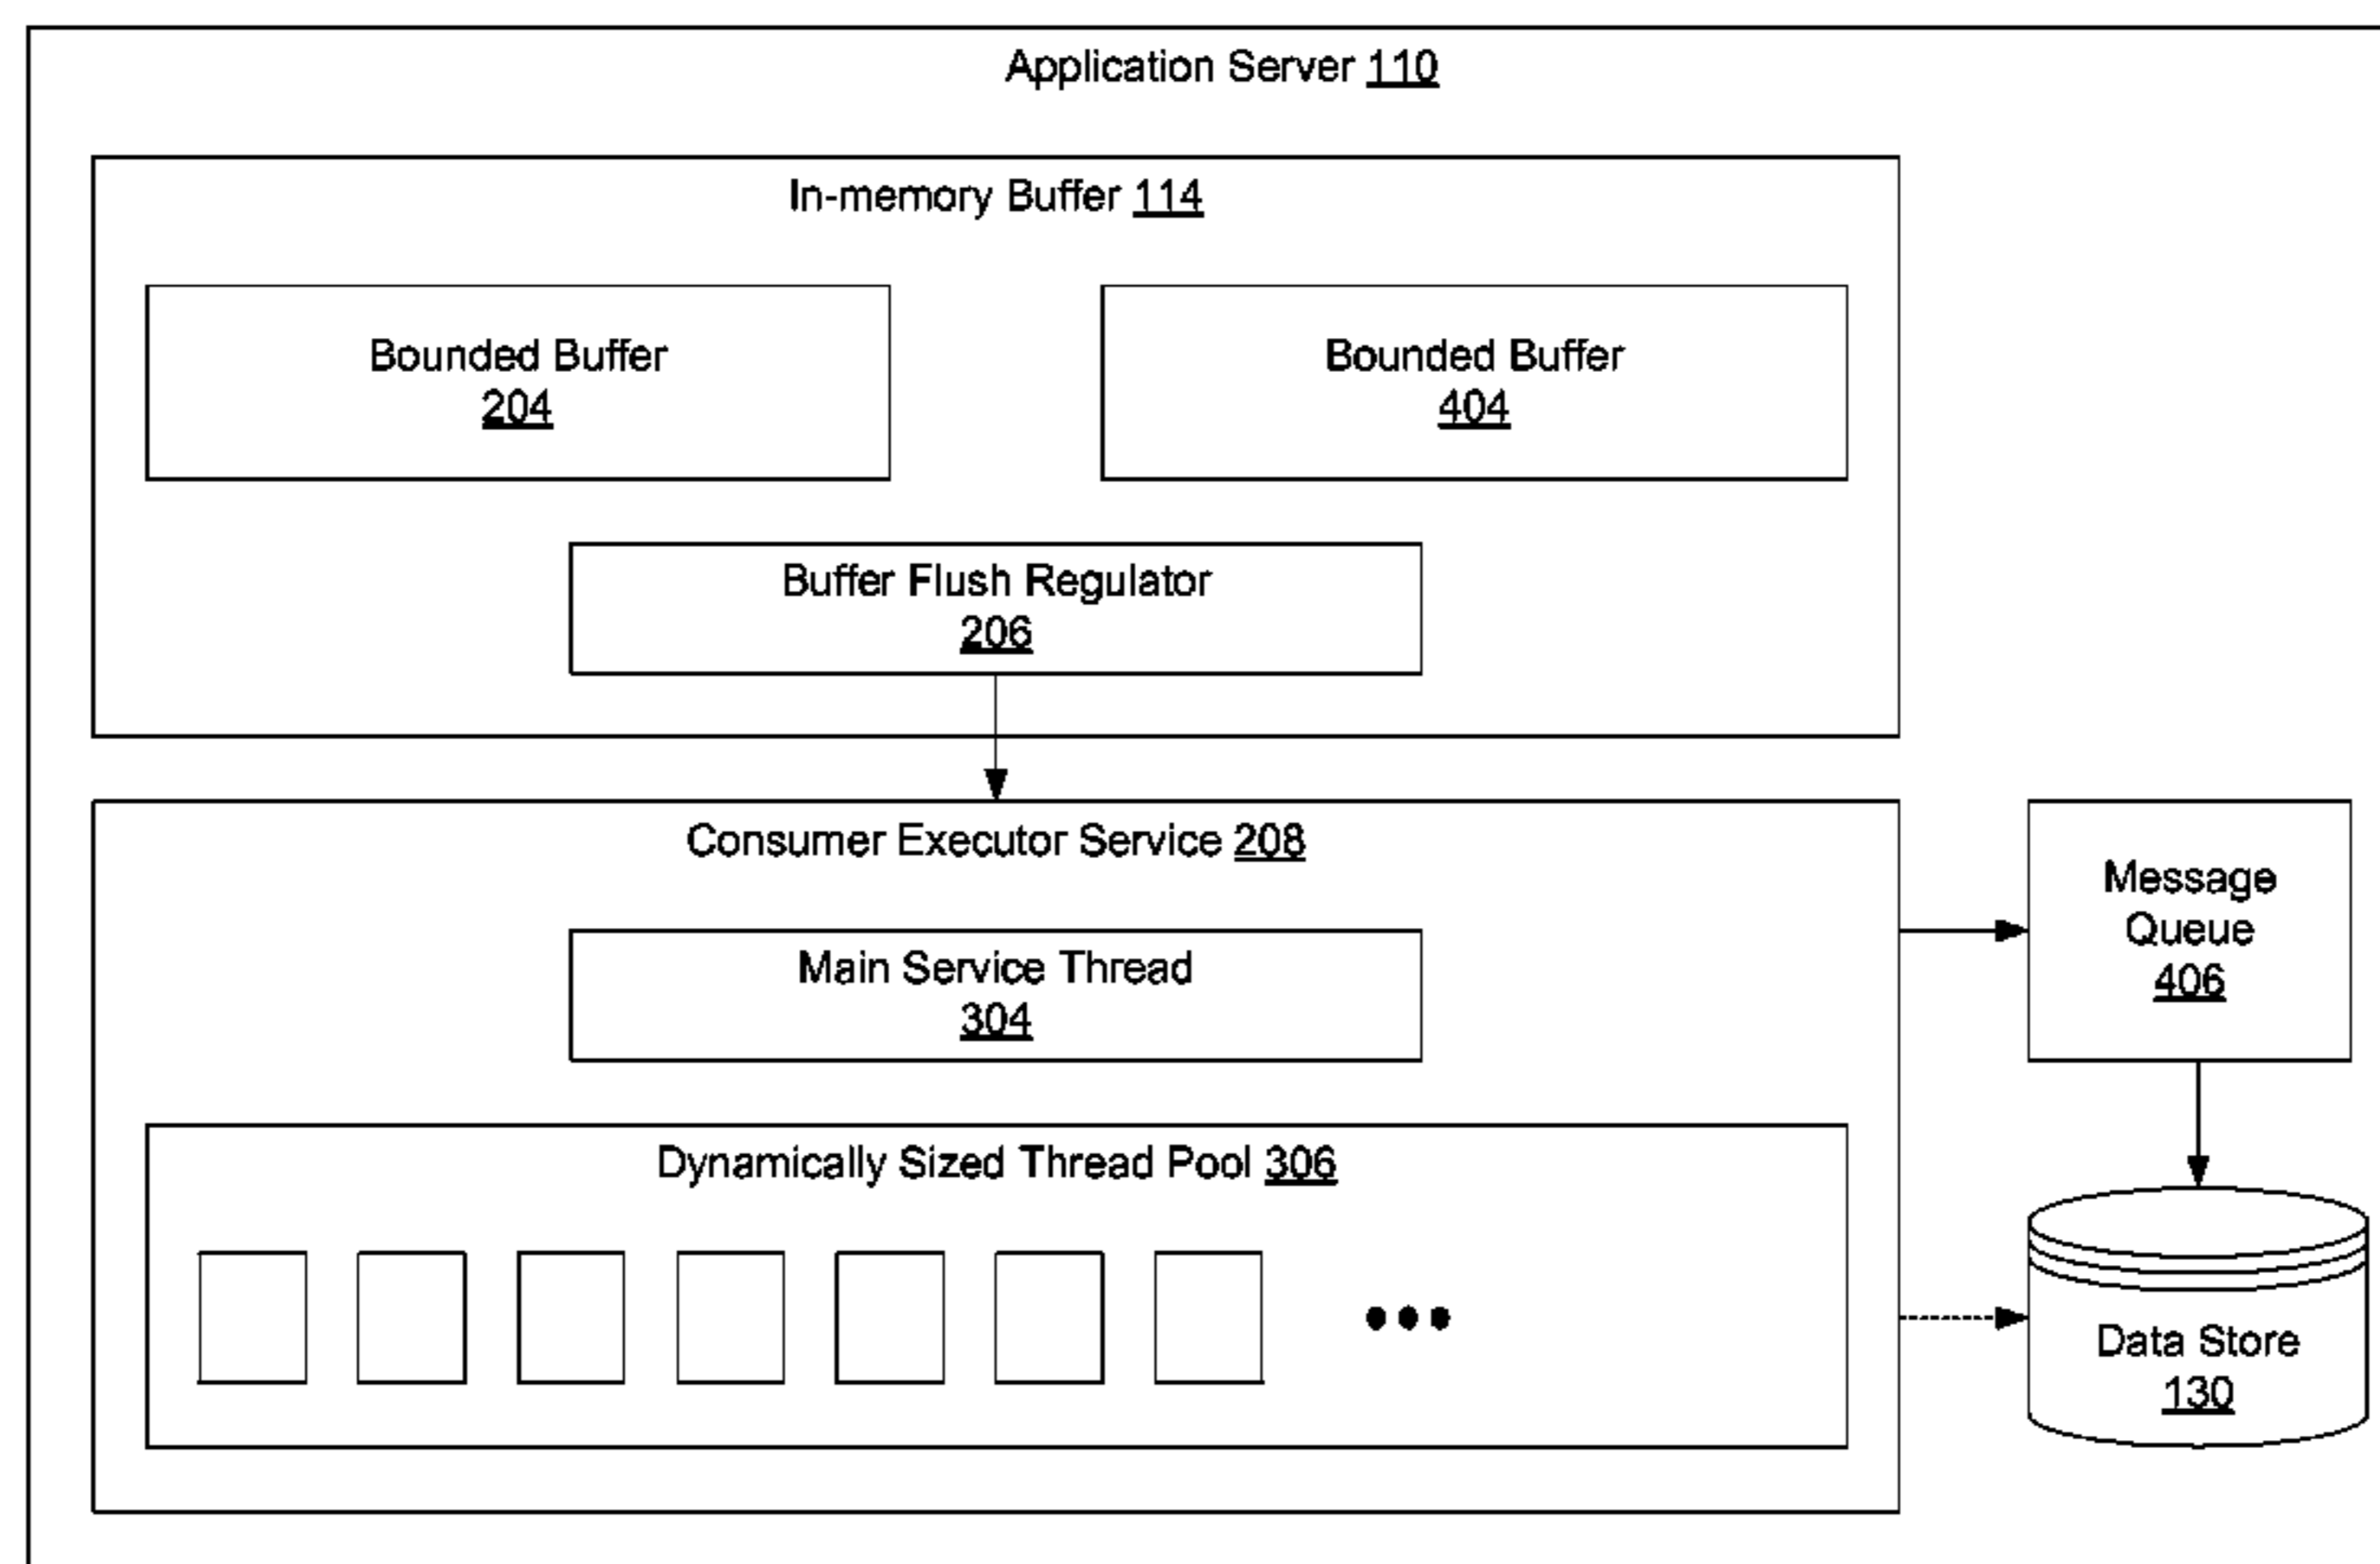 Application Server 110
In-memory Buffer 114
Bounded Buffer
204
Bounded Buffer
404
Buffer Flush Regulator
206
Consumer Executor Service 208
Main Service Thread
304
Dynamically Sized Thread Pool 306
Message
Queue
406
Data Store
130